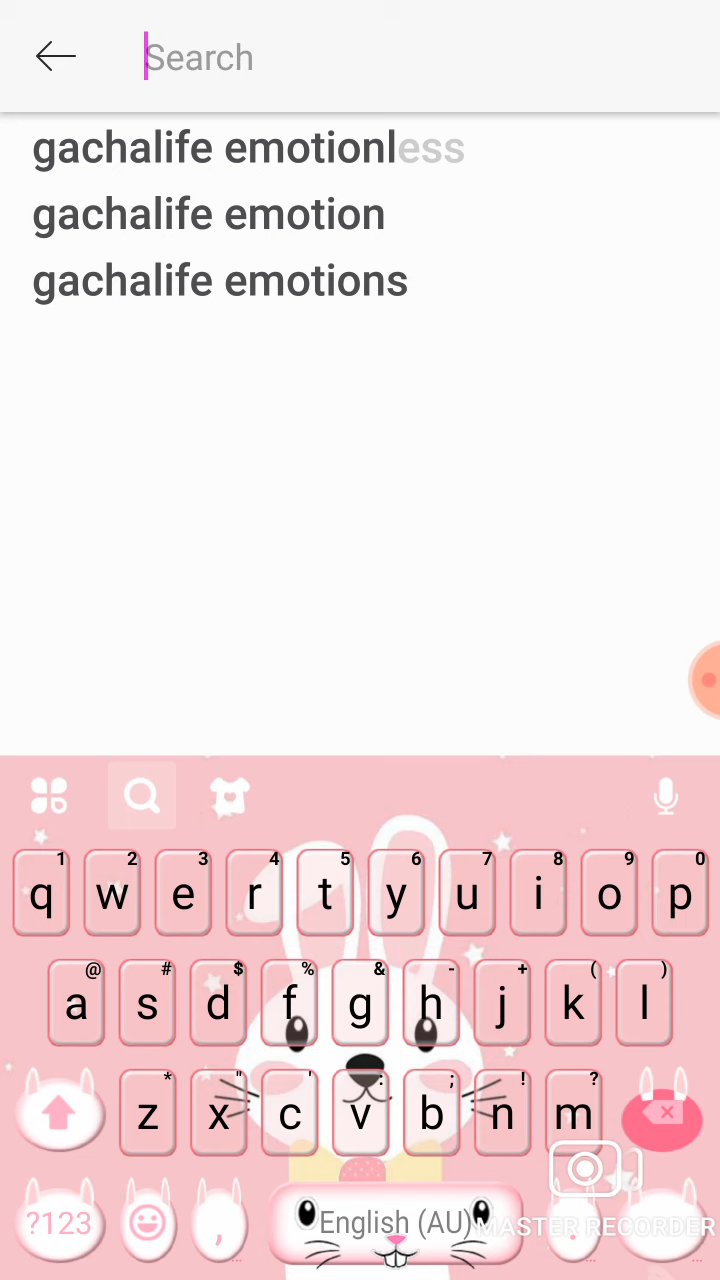 Search
gachalife emotionless
gachalife emotion
gachalife emotions
1 2 3 4 5 6 7 8 9 0
q w e r t y u i o p
@ # $ % & - + ( )
a s d f g h j k l
* " ' : ; ! ?
z x c v b n m
?123 , English (AU) .
MASTER RECORDER